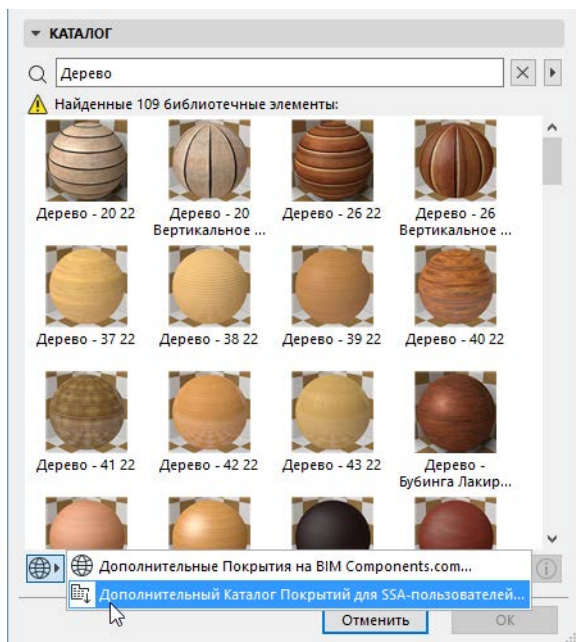 КАТАЛОГ
Дерево
Найденные 109 библиотечные элементы:
Дерево - 20 22
Дерево - 20
Вертикальное ...
Дерево - 26 22
Дерево - 26
Вертикальное ...
Дерево - 37 22
Дерево - 38 22
Дерево - 39 22
Дерево - 40 22
Дерево - 41 22
Дерево - 42 22
Дерево - 43 22
Дерево -
Бубинга Лакир...
Дополнительные Покрытия на BIM Components.com...
Дополнительный Каталог Покрытий для SSA-пользователей...
Отменить
OK